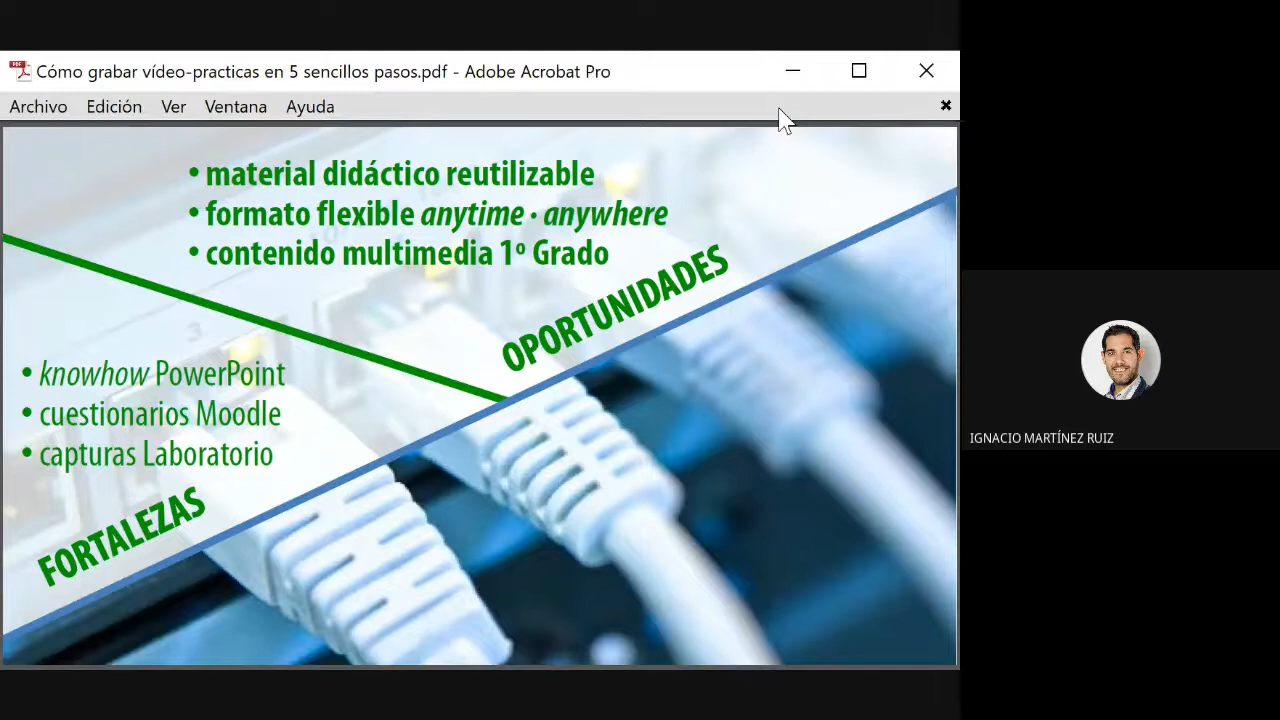 Cómo grabar vídeo-practicas en 5 sencillos pasos.pdf - Adobe Acrobat Pro
Archivo Edición Ver Ventana Ayuda
• material didáctico reutilizable
• formato flexible anytime · anywhere
• contenido multimedia 1º Grado
OPORTUNIDADES
• knowhow PowerPoint
• cuestionarios Moodle
• capturas Laboratorio
FORTALEZAS
IGNACIO MARTÍNEZ RUIZ